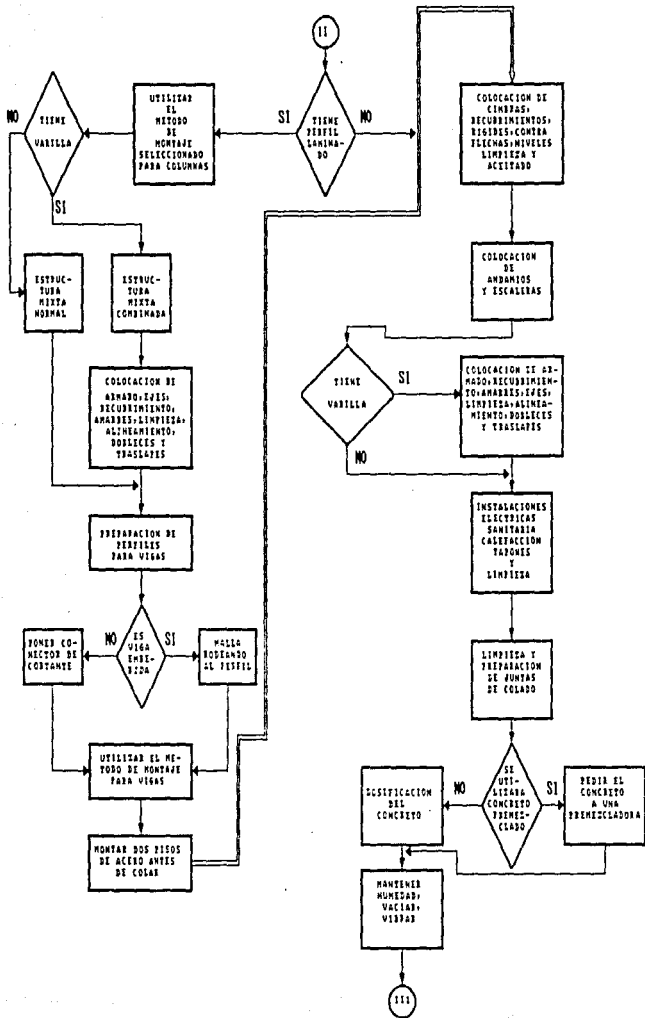 II
TIENE
PERFIL
LAMINA-
DO
SI
NO
UTILIZAR
EL
METODO
DE
MONTAJE
SELECCIONADO
PARA COLUMNAS
TIENE
VARILLA
NO
SI
ESTRUC-
TURA
MIXTA
NORMAL
ESTRUC-
TURA
MIXTA
COMBINADA
COLOCACION DE
ARMADO,EJES,
RECUBRIMIENTO,
AMARRES,LIMPIEZA,
ALINEAMIENTO,
DOBLECES Y
TRASLAPES
PREPARACION DE
PERFILES
PARA VIGAS
ES
VIGA
EMBE-
BIDA
NO
SI
PONER CO-
NECTOR DE
CORTANTE
MALLA
RODEANDO
AL PERFIL
UTILIZAR EL ME-
TODO DE MONTAJE
PARA VIGAS
MONTAR DOS PISOS
DE ACERO ANTES
DE COLAR
COLOCACION DE
CIMBRAS,
RECUBRIMIENTOS,
RIGIDES,CONTRA
FLECHAS,NIVELES
LIMPIEZA Y
ACEITADO
COLOCACION
DE
ANDAMIOS
Y ESCALERAS
TIENE
VARILLA
SI
NO
COLOCACION DE AR-
MADO,RECUBRIMIEN-
TO,AMARRES,EJES,
LIMPIEZA,ALINEA-
MIENTO,DOBLECES
Y TRASLAPES
INSTALACIONES
ELECTRICAS
SANITARIA
CALEFACCION
TAPONES
Y
LIMPIEZA
LIMPIEZA Y
PREPARACION
DE JUNTAS
DE COLADO
SE
UTI-
LIZARA
CONCRETO
PREMEZ-
CLADO
NO
SI
DOSIFICACION
DEL
CONCRETO
PEDIR EL
CONCRETO
A UNA
PREMEZCLADORA
MANTENER
HUMEDAD,
VACIAR,
VIBRAR
III